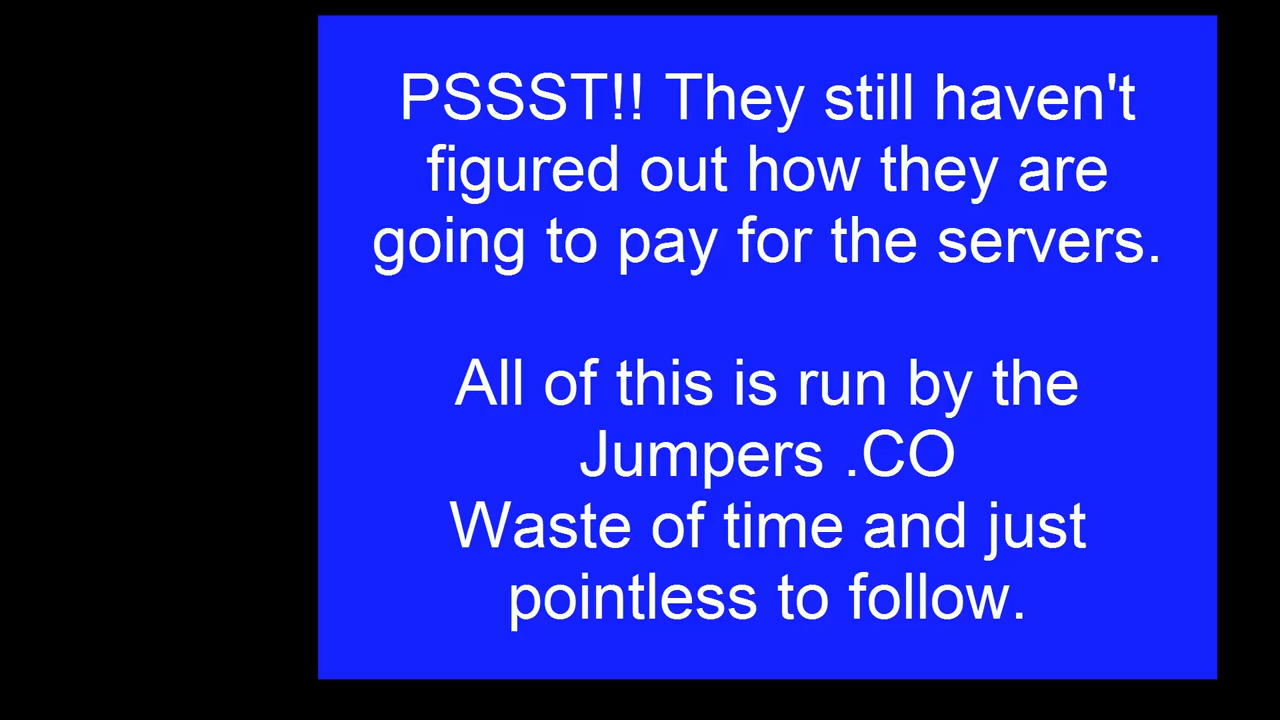 PSSST!! They still haven't
figured out how they are
going to pay for the servers.
All of this is run by the
Jumpers .CO
Waste of time and just
pointless to follow.